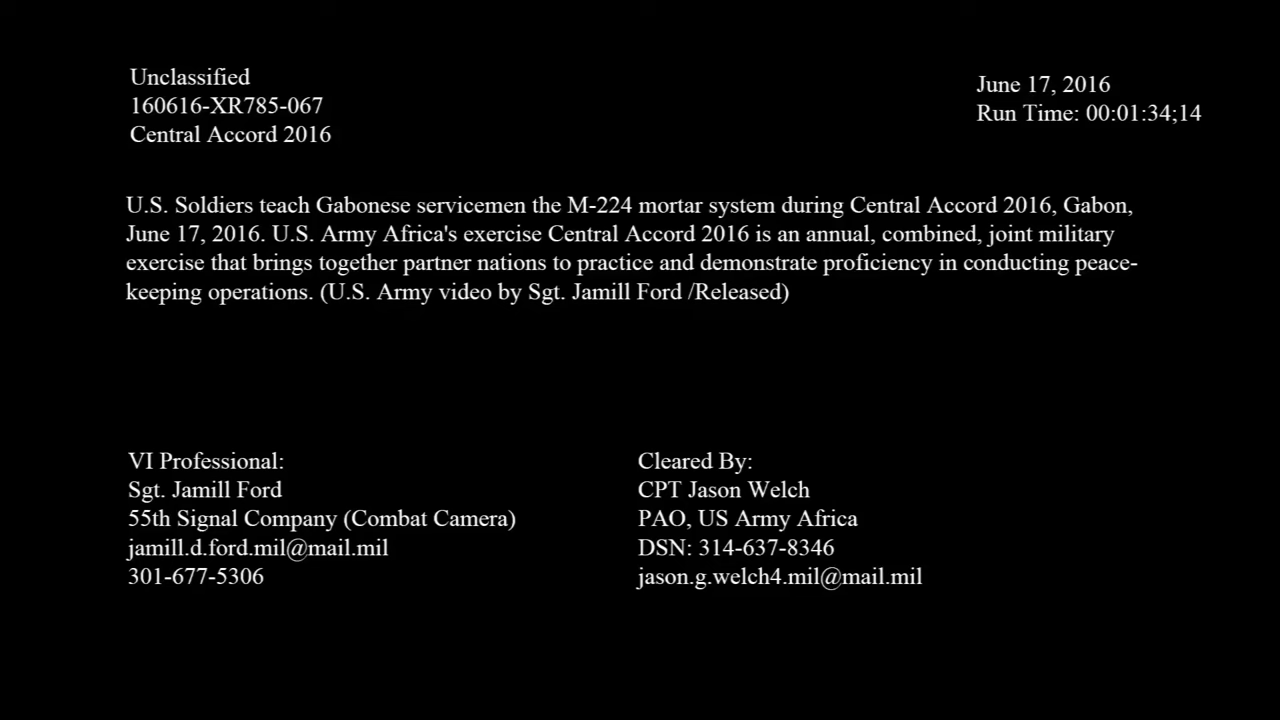 Unclassified
160616-XR785-067
Central Accord 2016
June 17, 2016
Run Time: 00:01:34;14
U.S. Soldiers teach Gabonese servicemen the M-224 mortar system during Central Accord 2016, Gabon,
June 17, 2016. U.S. Army Africa's exercise Central Accord 2016 is an annual, combined, joint military
exercise that brings together partner nations to practice and demonstrate proficiency in conducting peace-
keeping operations. (U.S. Army video by Sgt. Jamill Ford /Released)
VI Professional:
Sgt. Jamill Ford
55th Signal Company (Combat Camera)
jamill.d.ford.mil@mail.mil
301-677-5306
Cleared By:
CPT Jason Welch
PAO, US Army Africa
DSN: 314-637-8346
jason.g.welch4.mil@mail.mil